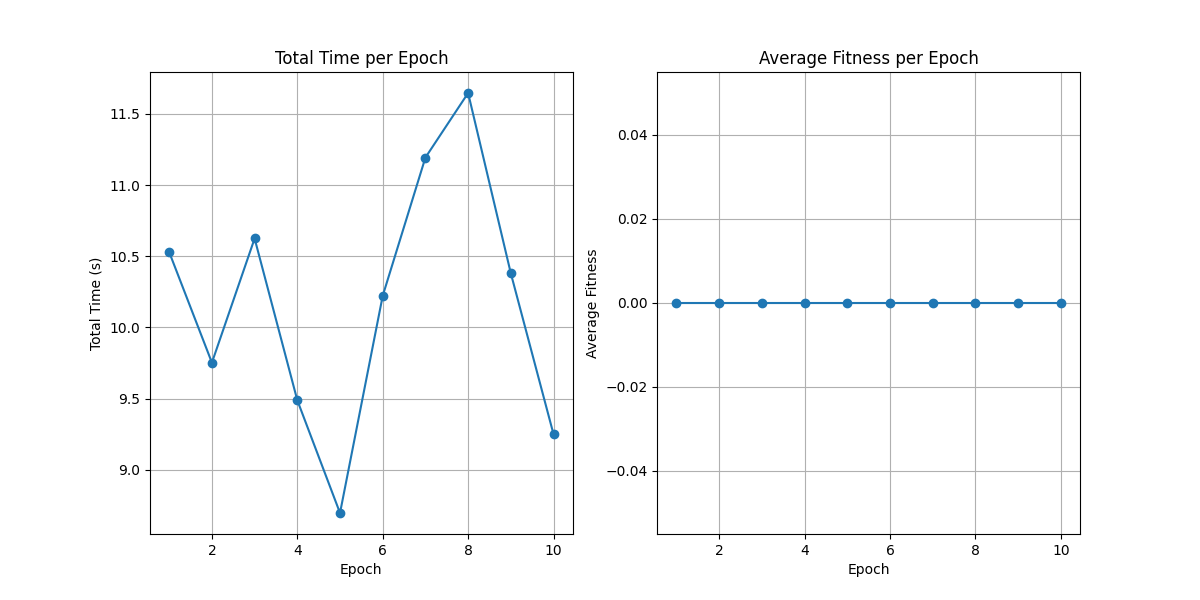 Total Time per Epoch
Total Time (s)
11.5
11.0
10.5
10.0
9.5
9.0
2 4 6 8 10
Epoch
Average Fitness per Epoch
Average Fitness
0.04
0.02
0.00
−0.02
−0.04
2 4 6 8 10
Epoch